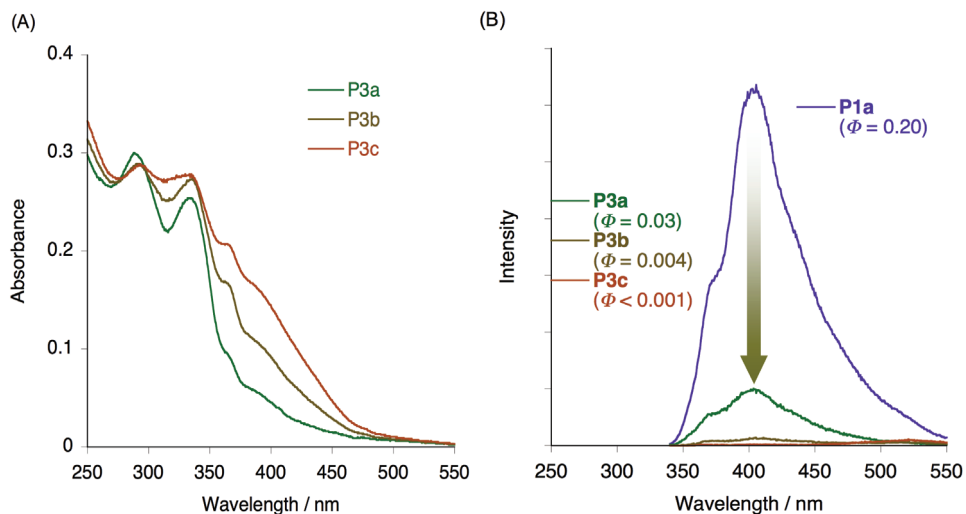 (A)
0.4
0.3
0.2
0.1
0
250 300 350 400 450 500 550
Absorbance
Wavelength / nm
P3a
P3b
P3c
(B)
Intensity
P1a
(Φ = 0.20)
P3a
(Φ = 0.03)
P3b
(Φ = 0.004)
P3c
(Φ < 0.001)
250 300 350 400 450 500 550
Wavelength / nm